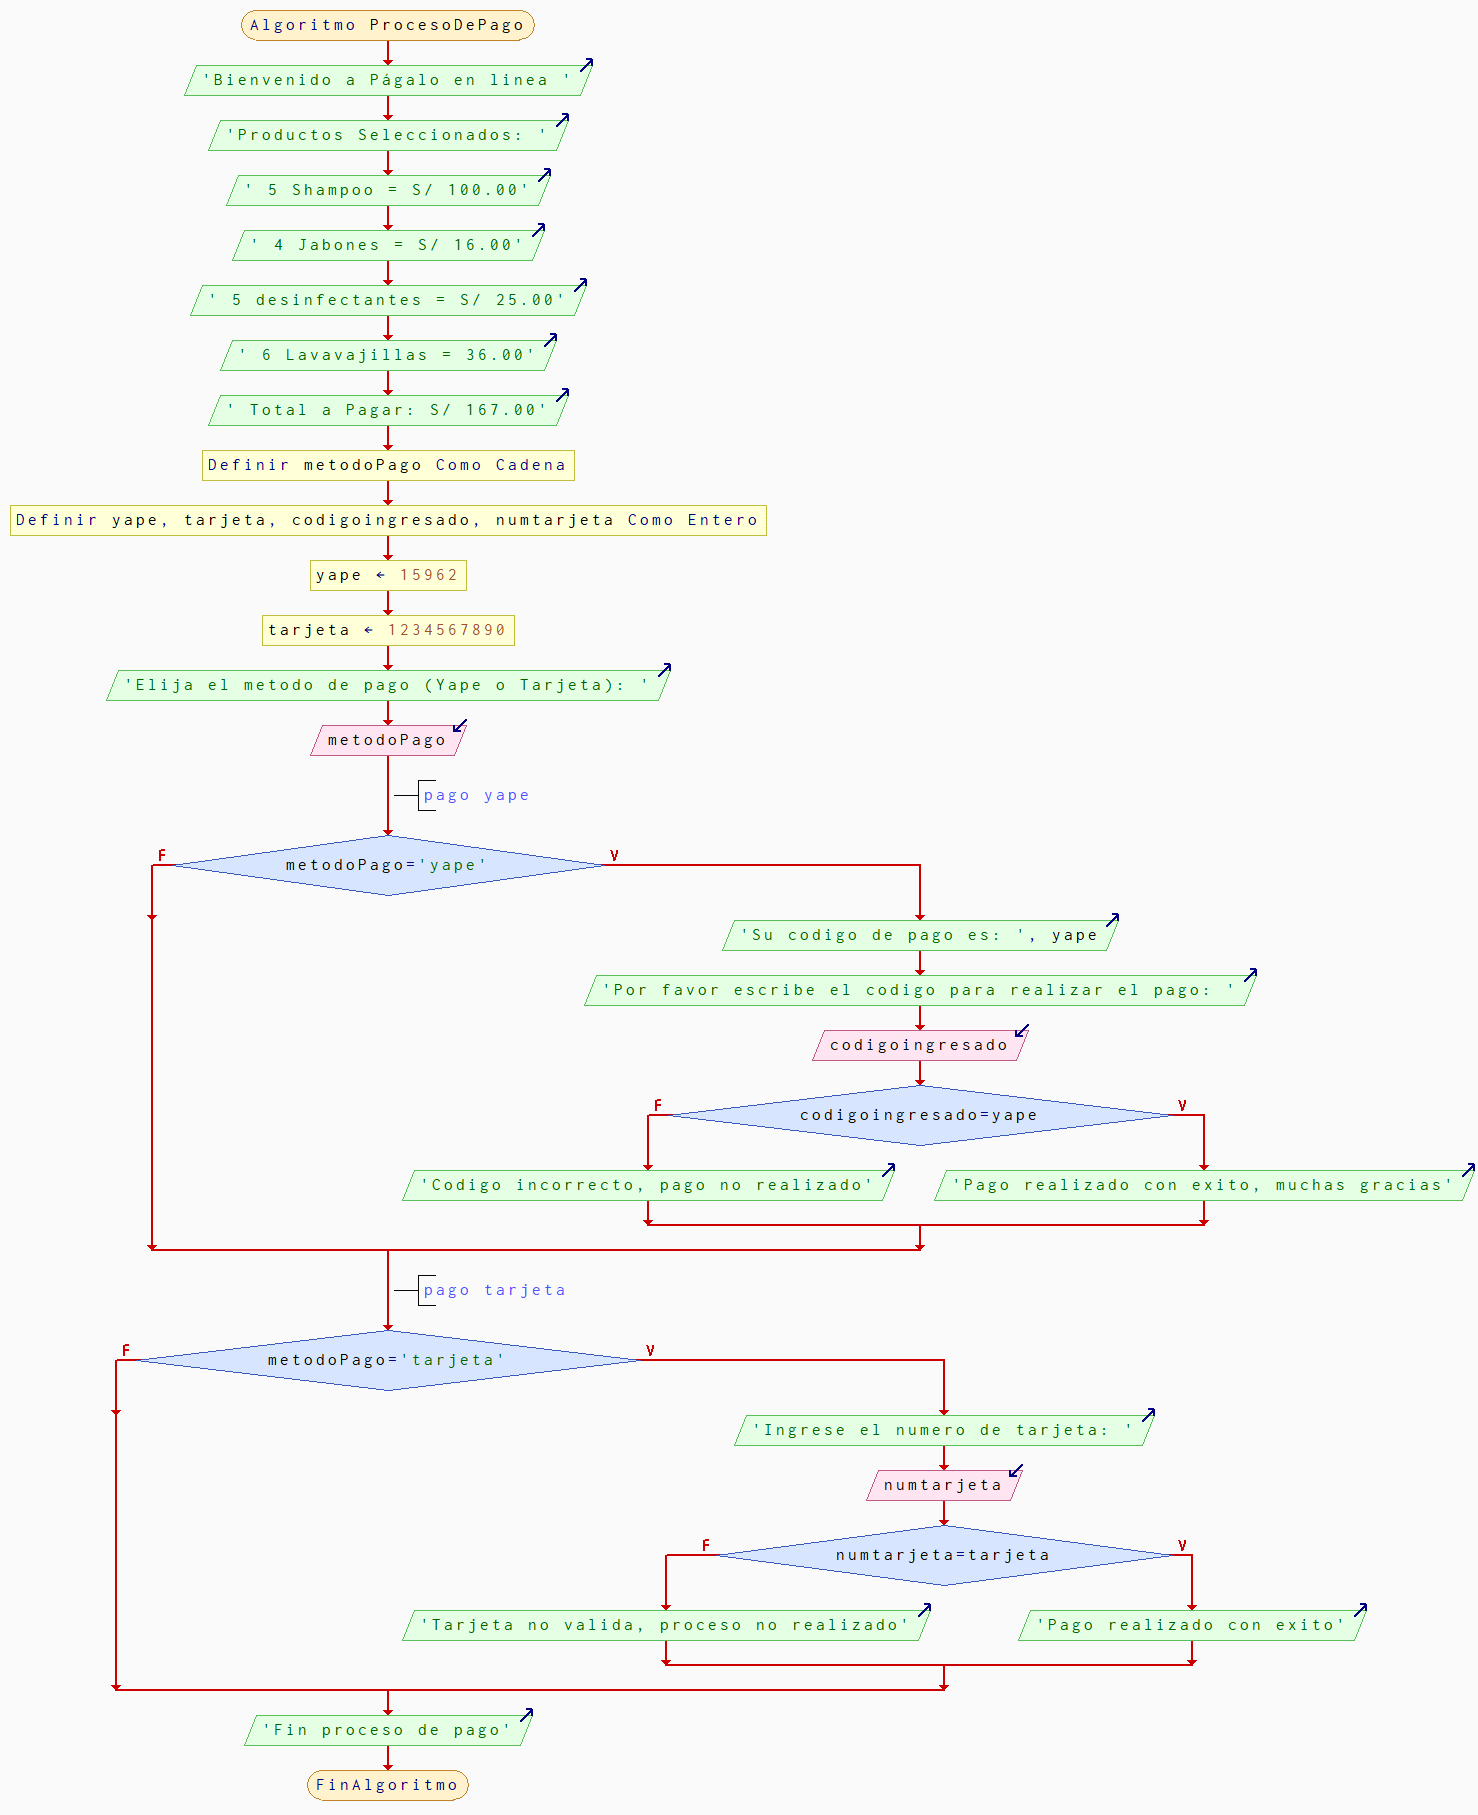 Algoritmo ProcesoDePago
'Bienvenido a Págalo en linea '
'Productos Seleccionados: '
' 5 Shampoo = S/ 100.00'
' 4 Jabones = S/ 16.00'
' 5 desinfectantes = S/ 25.00'
' 6 Lavavajillas = 36.00'
' Total a Pagar: S/ 167.00'
Definir metodoPago Como Cadena
Definir yape, tarjeta, codigoingresado, numtarjeta Como Entero
yape ← 15962
tarjeta ← 1234567890
'Elija el metodo de pago (Yape o Tarjeta): '
metodoPago
pago yape
F
V
metodoPago='yape'
'Su codigo de pago es: ', yape
'Por favor escribe el codigo para realizar el pago: '
codigoingresado
F
V
codigoingresado=yape
'Codigo incorrecto, pago no realizado'
'Pago realizado con exito, muchas gracias'
pago tarjeta
F
V
metodoPago='tarjeta'
'Ingrese el numero de tarjeta: '
numtarjeta
F
V
numtarjeta=tarjeta
'Tarjeta no valida, proceso no realizado'
'Pago realizado con exito'
'Fin proceso de pago'
FinAlgoritmo